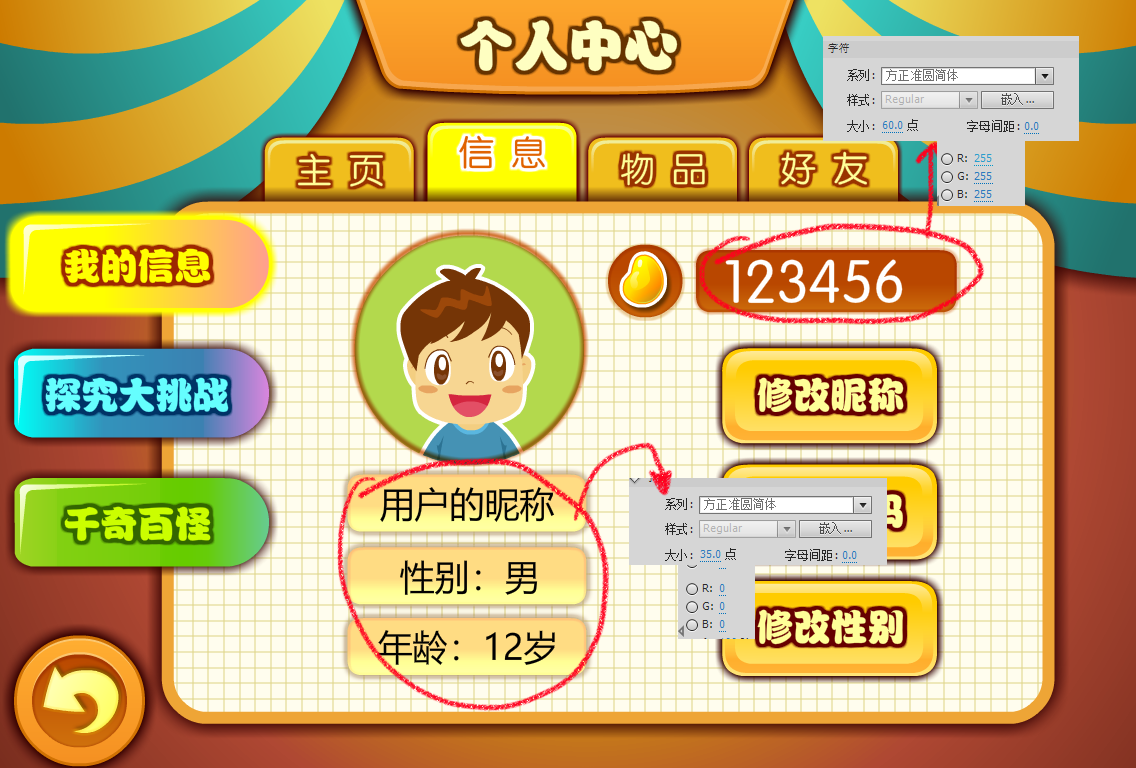 个人中心
主页
信息
物品
好友
字符
系列: 方正准圆简体
样式: Regular 嵌入...
大小: 60.0 点 字母间距: 0.0
R: 255
G: 255
B: 255
我的信息
探究大挑战
千奇百怪
123456
修改昵称
用户的昵称
性别：男
年龄：12岁
系列: 方正准圆简体
样式: Regular 嵌入...
大小: 35.0 点 字母间距: 0.0
R: 0
G: 0
B: 0
修改性别